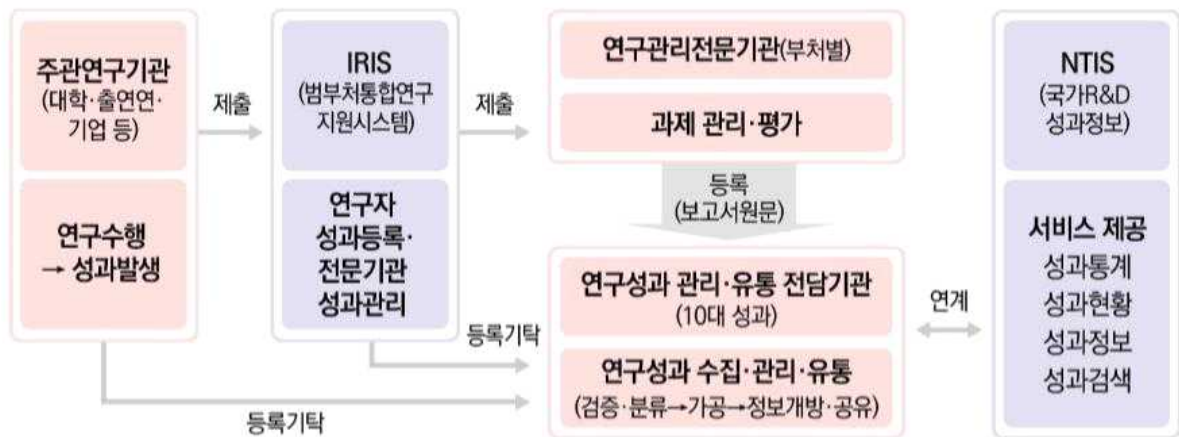 주관연구기관
(대학·출연연·
기업 등)
연구수행
→ 성과발생
제출
IRIS
(범부처통합연구
지원시스템)
연구자
성과등록·
전문기관
성과관리
제출
연구관리전문기관(부처별)
과제 관리·평가
등록
(보고서원문)
연구성과 관리·유통 전담기관
(10대 성과)
연구성과 수집·관리·유통
(검증·분류→가공→정보개방·공유)
등록기탁
등록기탁
연계
NTIS
(국가R&D
성과정보)
서비스 제공
성과통계
성과현황
성과정보
성과검색